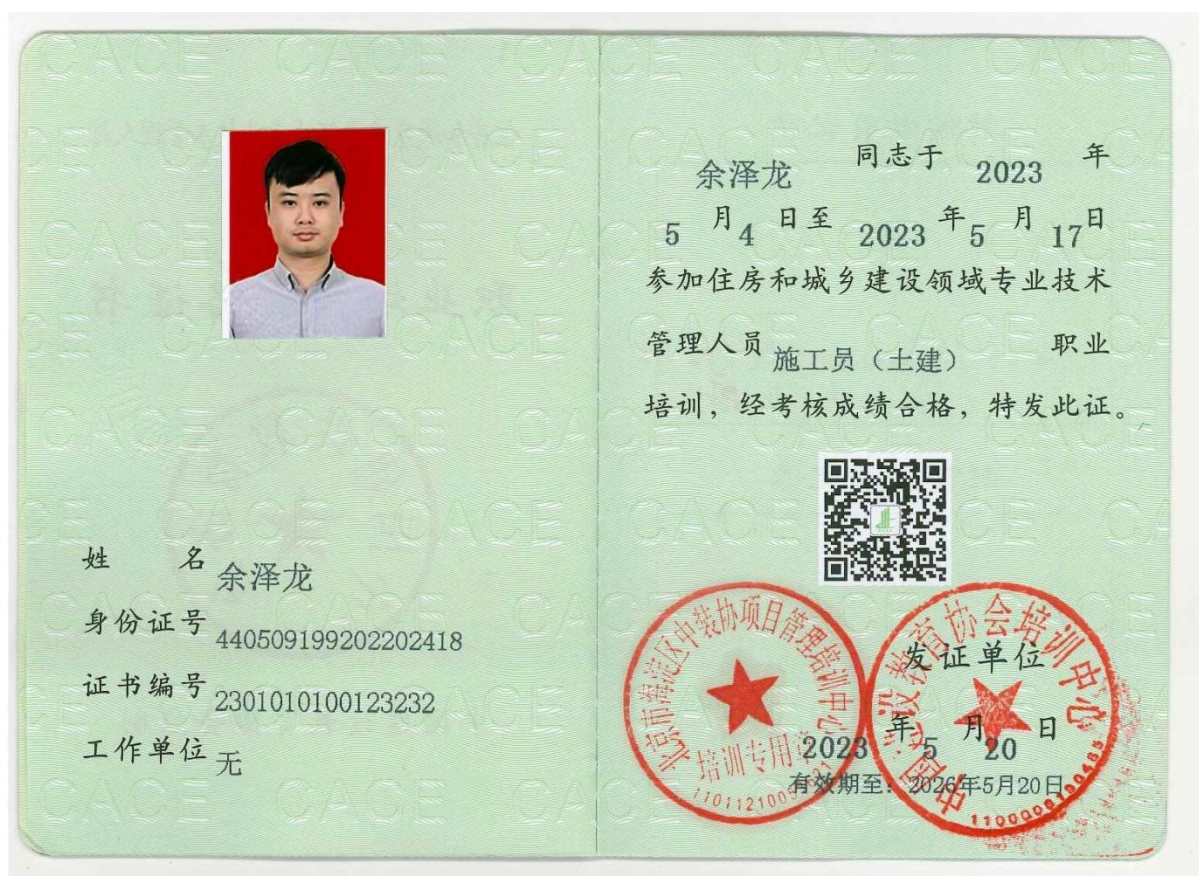 姓 名 余泽龙
身份证号 440509199202202418
证书编号 2301010100123232
工作单位 无
余泽龙 同志于 2023 年
5 月 4 日至 2023 年 5 月 17 日
参加住房和城乡建设领域专业技术
管理人员 施工员（土建） 职业
培训，经考核成绩合格，特发此证。
北京市海淀区中装协项目管理培训中心
培训专用章
中国建设教育协会培训中心
发证单位
2023 年 5 月 20 日
有效期至：2026年5月20日
CACE